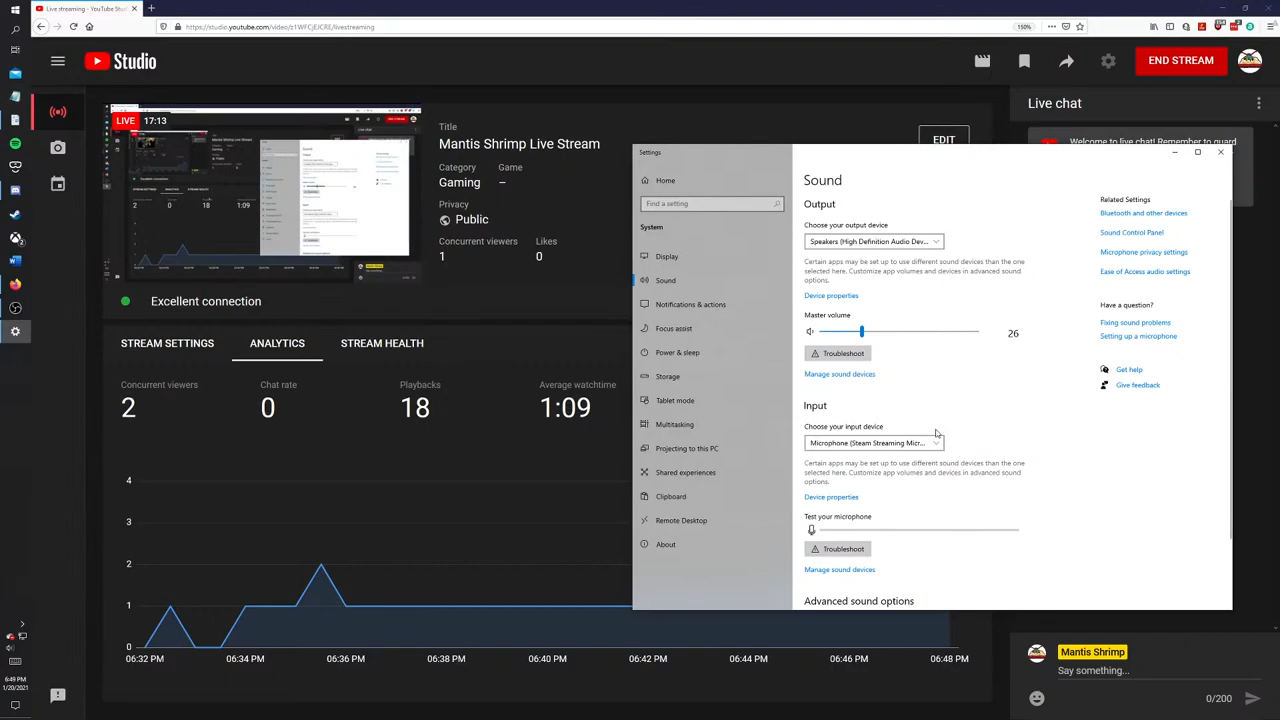 Live streaming - YouTube Studio
https://studio.youtube.com/video/z1WFCjEJCRE/livestreaming
150%
Studio
END STREAM
LIVE 17:13
Title
Mantis Shrimp Live Stream
Category Game
Gaming –
Privacy
Public
Concurrent viewers Likes
1 0
EDIT
Live chat
Welcome to live chat! Remember to guard
Excellent connection
STREAM SETTINGS ANALYTICS STREAM HEALTH
Concurrent viewers Chat rate Playbacks Average watchtime
2 0 18 1:09
4
3
2
1
0
06:32 PM 06:34 PM 06:36 PM 06:38 PM 06:40 PM 06:42 PM 06:44 PM 06:46 PM 06:48 PM
Settings
Home
Find a setting
System
Display
Sound
Notifications & actions
Focus assist
Power & sleep
Storage
Tablet mode
Multitasking
Projecting to this PC
Shared experiences
Clipboard
Remote Desktop
About
Sound
Output
Choose your output device
Speakers (High Definition Audio Dev...
Certain apps may be set up to use different sound devices than the one
selected here. Customize app volumes and devices in advanced sound
options.
Device properties
Master volume
26
Troubleshoot
Manage sound devices
Input
Choose your input device
Microphone (Steam Streaming Micr...
Certain apps may be set up to use different sound devices than the one
selected here. Customize app volumes and devices in advanced sound
options.
Device properties
Test your microphone
Troubleshoot
Manage sound devices
Advanced sound options
Related Settings
Bluetooth and other devices
Sound Control Panel
Microphone privacy settings
Ease of Access audio settings
Have a question?
Fixing sound problems
Setting up a microphone
Get help
Give feedback
Mantis Shrimp
Say something...
0/200
6:49 PM
1/20/2021